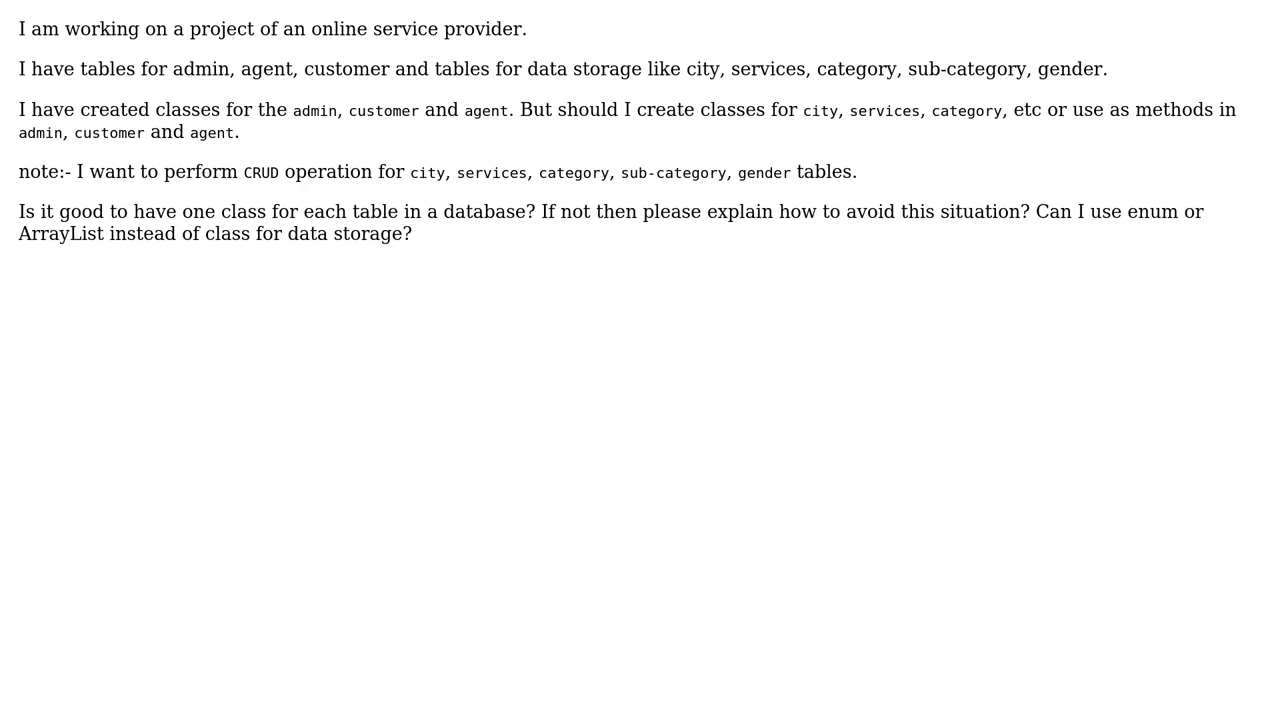 I am working on a project of an online service provider.
I have tables for admin, agent, customer and tables for data storage like city, services, category, sub-category, gender.
I have created classes for the admin, customer and agent. But should I create classes for city, services, category, etc or use as methods in
admin, customer and agent.
note:- I want to perform CRUD operation for city, services, category, sub-category, gender tables.
Is it good to have one class for each table in a database? If not then please explain how to avoid this situation? Can I use enum or
ArrayList instead of class for data storage?